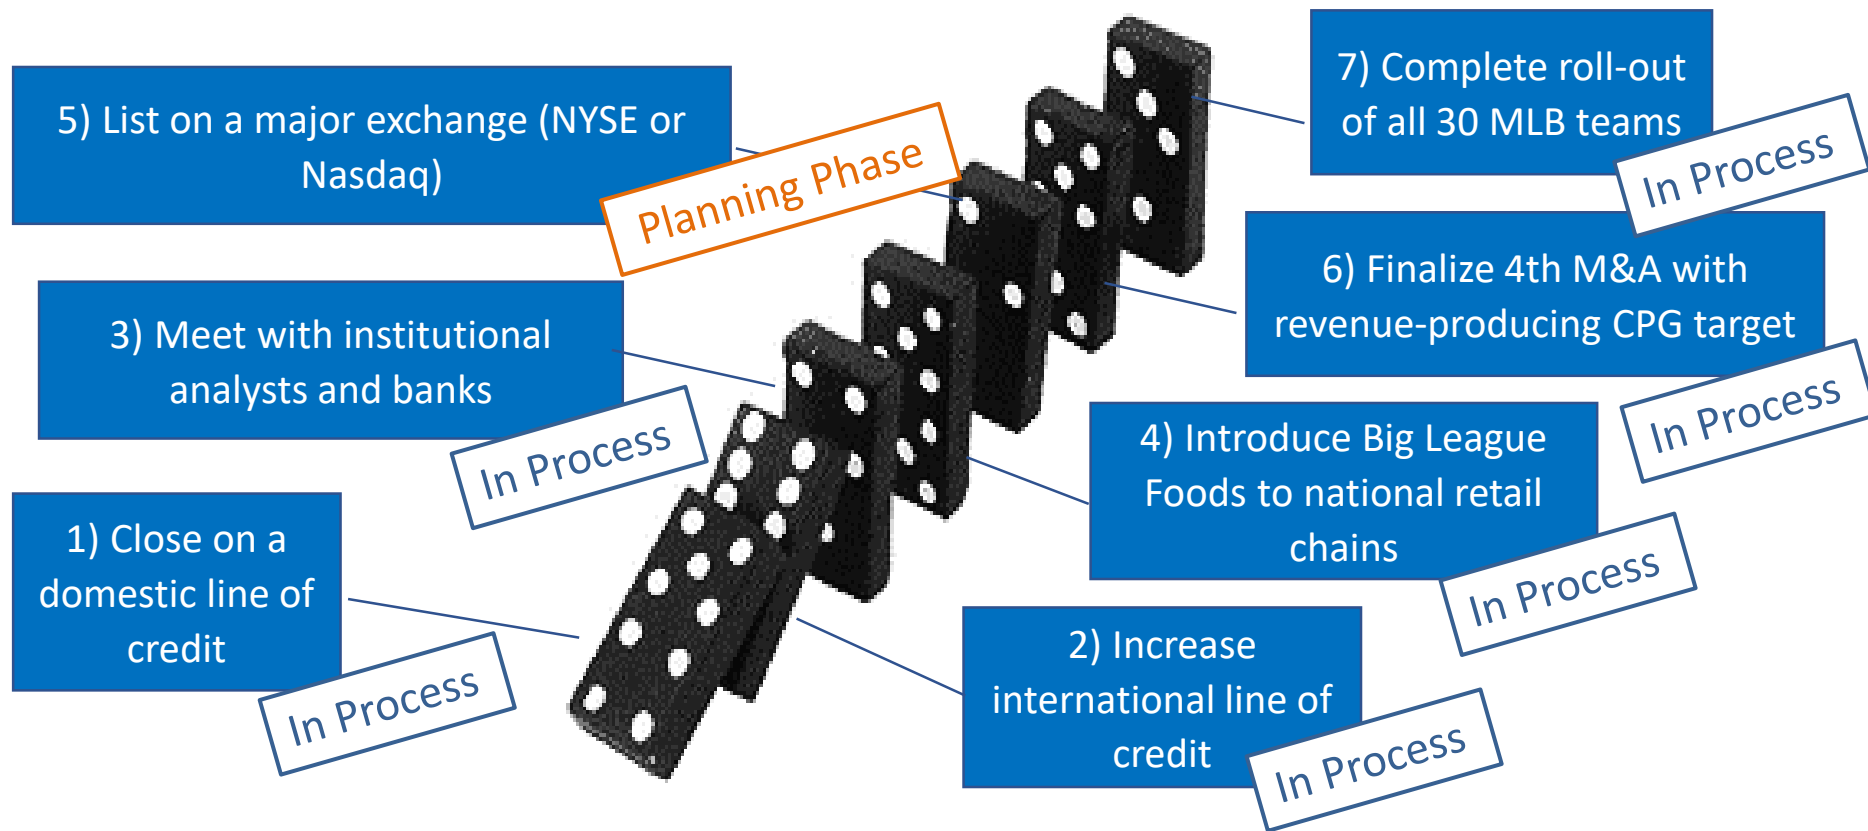 5) List on a major exchange (NYSE or
Nasdaq)
Planning Phase
7) Complete roll-out
of all 30 MLB teams
In Process
3) Meet with institutional
analysts and banks
In Process
6) Finalize 4th M&A with
revenue-producing CPG target
In Process
1) Close on a
domestic line of
credit
In Process
4) Introduce Big League
Foods to national retail
chains
In Process
2) Increase
international line of
credit
In Process